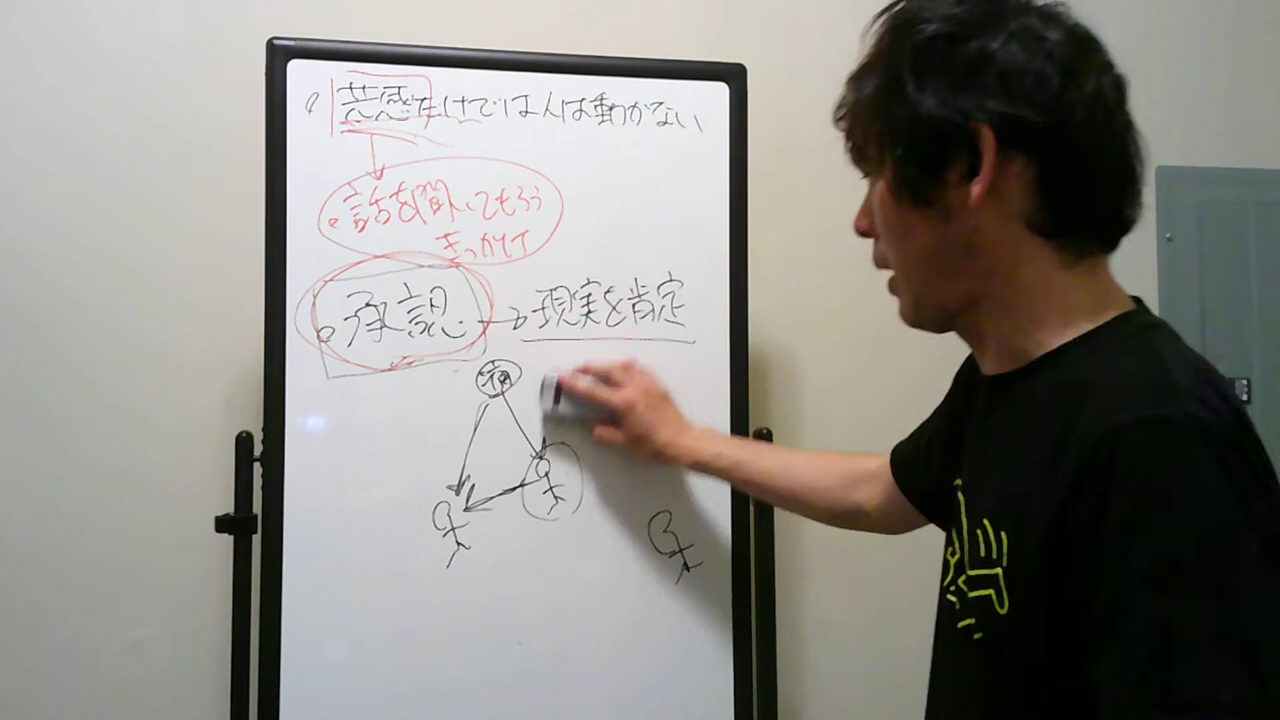 共感だけでは人は動かない
・話を聞いてもらう
きっかけ
・承認→現実を肯定
神